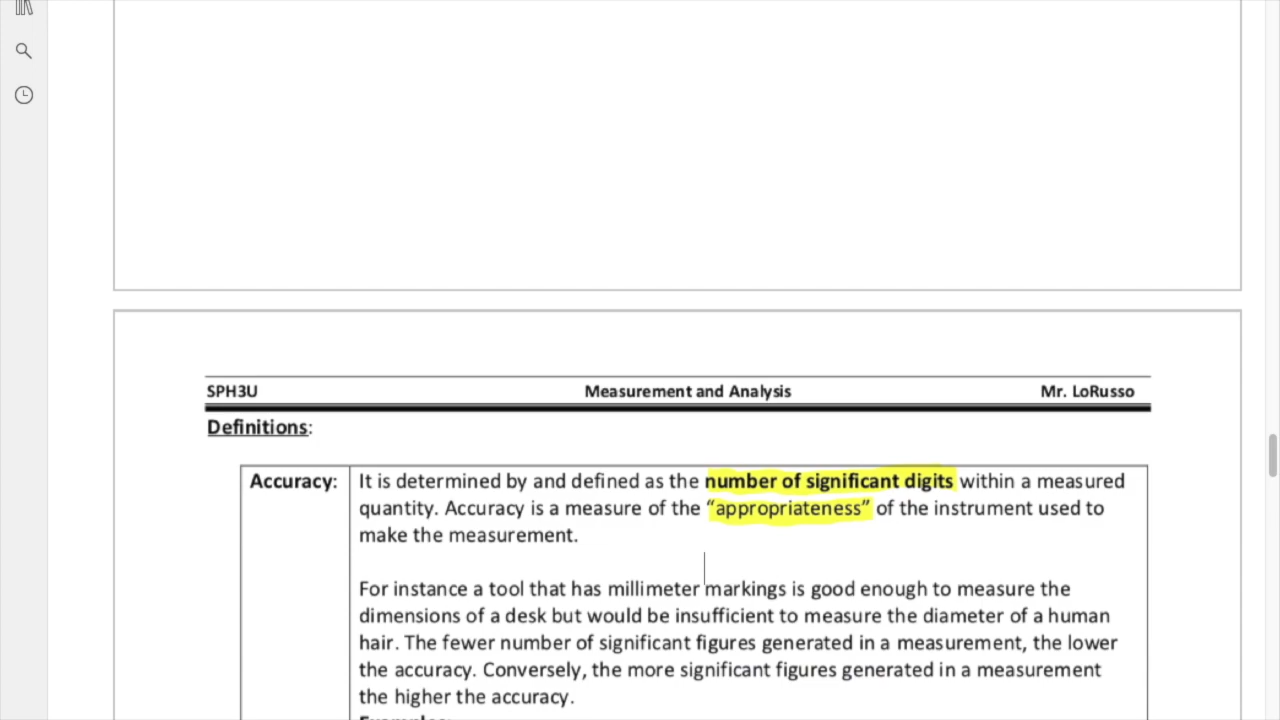 SPH3U Measurement and Analysis Mr. LoRusso
Definitions:
Accuracy: It is determined by and defined as the number of significant digits within a measured
quantity. Accuracy is a measure of the “appropriateness” of the instrument used to
make the measurement.
For instance a tool that has millimeter markings is good enough to measure the
dimensions of a desk but would be insufficient to measure the diameter of a human
hair. The fewer number of significant figures generated in a measurement, the lower
the accuracy. Conversely, the more significant figures generated in a measurement
the higher the accuracy.